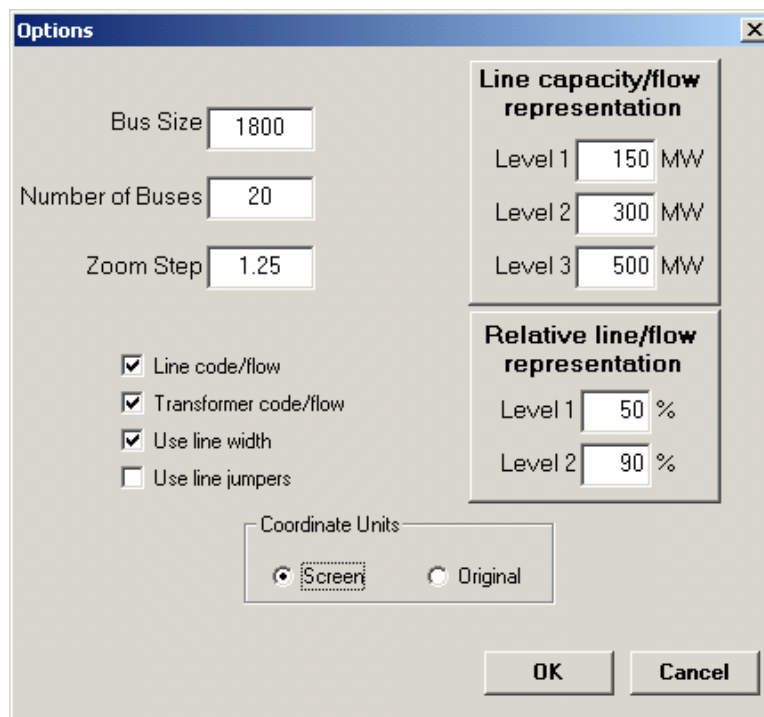 Options
Bus Size 1800
Number of Buses 20
Zoom Step 1.25
Line capacity/flow
representation
Level 1 150 MW
Level 2 300 MW
Level 3 500 MW
Relative line/flow
representation
Level 1 50 %
Level 2 90 %
Line code/flow
Transformer code/flow
Use line width
Use line jumpers
Coordinate Units
Screen Original
OK Cancel